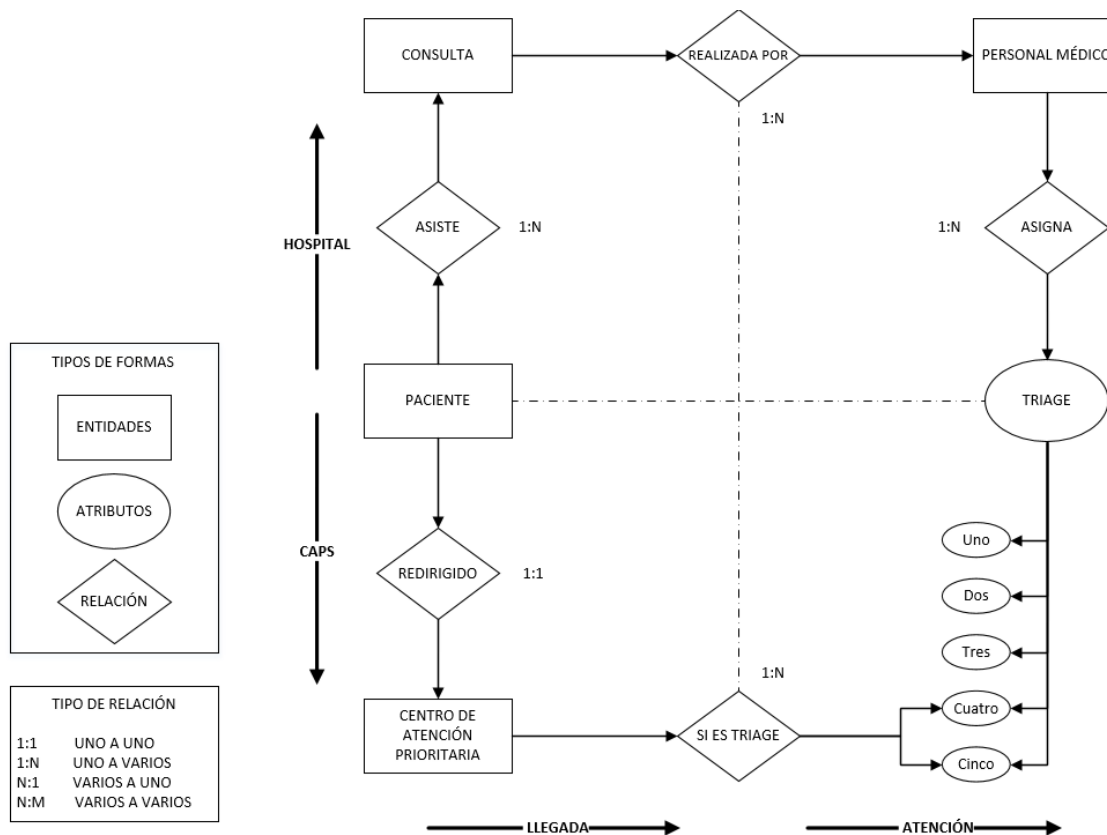 CONSULTA
REALIZADA POR
PERSONAL MÉDICO
1:N
ASISTE
1:N
1:N
ASIGNA
HOSPITAL
TIPOS DE FORMAS
ENTIDADES
ATRIBUTOS
RELACIÓN
PACIENTE
TRIAGE
CAPS
REDIRIGIDO
1:1
Uno
Dos
Tres
Cuatro
Cinco
1:N
CENTRO DE
ATENCIÓN
PRIORITARIA
SI ES TRIAGE
TIPO DE RELACIÓN
1:1 UNO A UNO
1:N UNO A VARIOS
N:1 VARIOS A UNO
N:M VARIOS A VARIOS
LLEGADA
ATENCIÓN